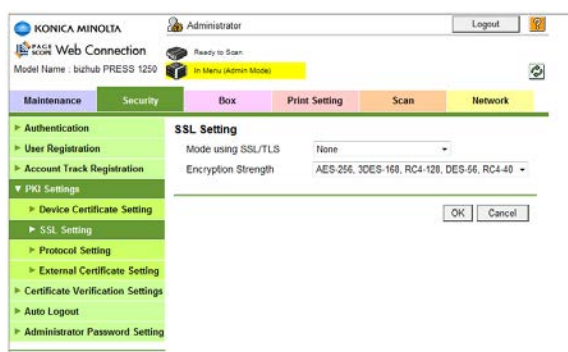 KONICA MINOLTA
Administrator
Logout
?
PAGE SCOPE Web Connection
Ready to Scan
Model Name : bizhub PRESS 1250
In Menu (Admin Mode)
Maintenance Security Box Print Setting Scan Network
Authentication
SSL Setting
User Registration
Mode using SSL/TLS None
Account Track Registration
Encryption Strength AES-256, 3DES-168, RC4-128, DES-56, RC4-40
PKI Settings
Device Certificate Setting
OK Cancel
SSL Setting
Protocol Setting
External Certificate Setting
Certificate Verification Settings
Auto Logout
Administrator Password Setting